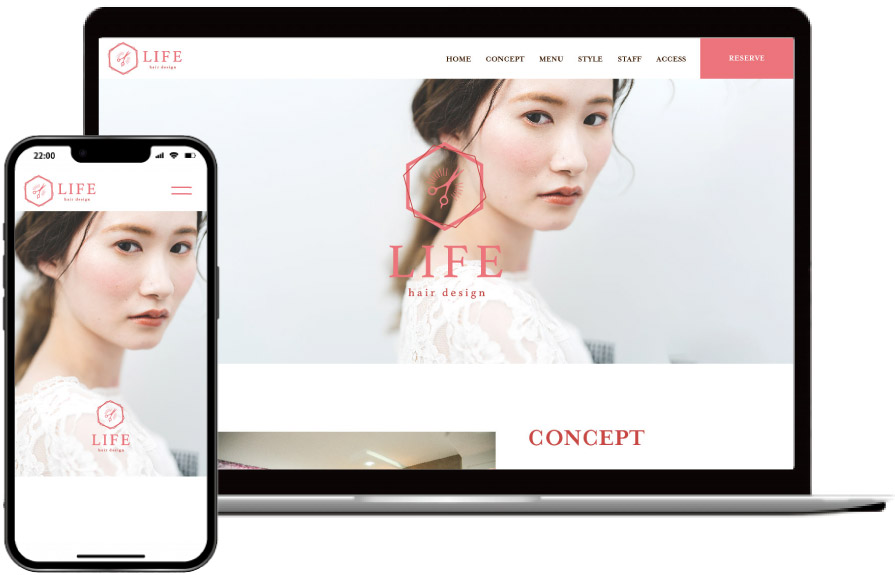 LIFE
hair design
HOME CONCEPT MENU STYLE STAFF ACCESS RESERVE
LIFE
hair design
CONCEPT
22:00
LIFE
hair design
LIFE
hair design